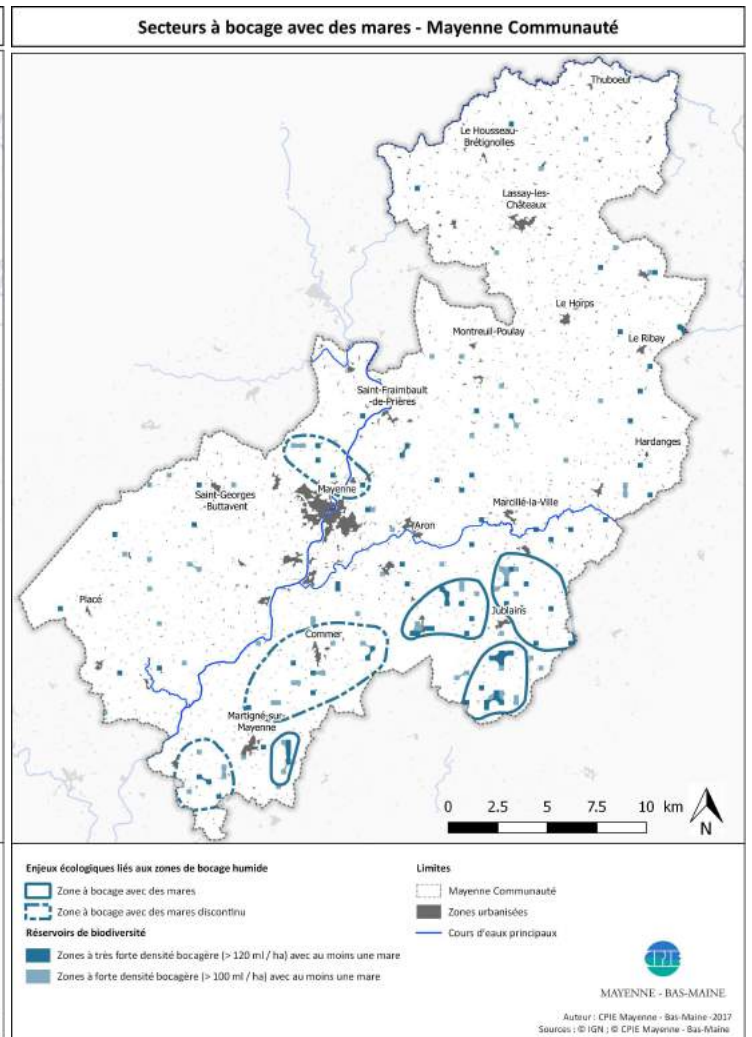 Secteurs à bocage avec des mares - Mayenne Communauté
Thuboeuf
Le Housseau-
Brétignolles
Lassay-les-
Châteaux
Le Horps
Montreuil-Poulay
Le Ribay
Saint-Fraimbault
-de-Prières
Hardanges
Mayenne
Saint-Georges
-Buttavent
Marcillé-la-Ville
Aron
Placé
Jublains
Commer
Martigné-sur-
Mayenne
0 2.5 5 7.5 10 km
N
Enjeux écologiques liés aux zones de bocage humide
Zone à bocage avec des mares
Zone à bocage avec des mares discontinu
Réservoirs de biodiversité
Zones à très forte densité bocagère (> 120 ml / ha) avec au moins une mare
Zones à forte densité bocagère (> 100 ml / ha) avec au moins une mare
Limites
Mayenne Communauté
Zones urbanisées
Cours d'eaux principaux
CPIE
MAYENNE - BAS-MAINE
Auteur : CPIE Mayenne - Bas-Maine -2017
Sources : © IGN ; © CPIE Mayenne - Bas-Maine